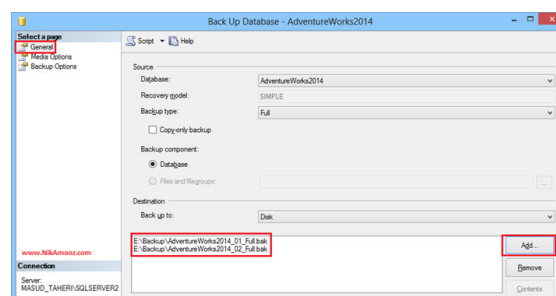 Back Up Database - AdventureWorks2014
Select a page
General
Media Options
Backup Options
Script
Help
Source
Database:
AdventureWorks2014
Recovery model:
SIMPLE
Backup type:
Full
Copy-only backup
Backup component:
Database
Files and filegroups:
...
Destination
Back up to:
Disk
E:\Backup\AdventureWorks2014_01_Full.bak
E:\Backup\AdventureWorks2014_02_Full.bak
Add...
Remove
Contents
www.NikAmooz.com
Connection
Server:
MASUD_TAHERI\SQLSERVER2